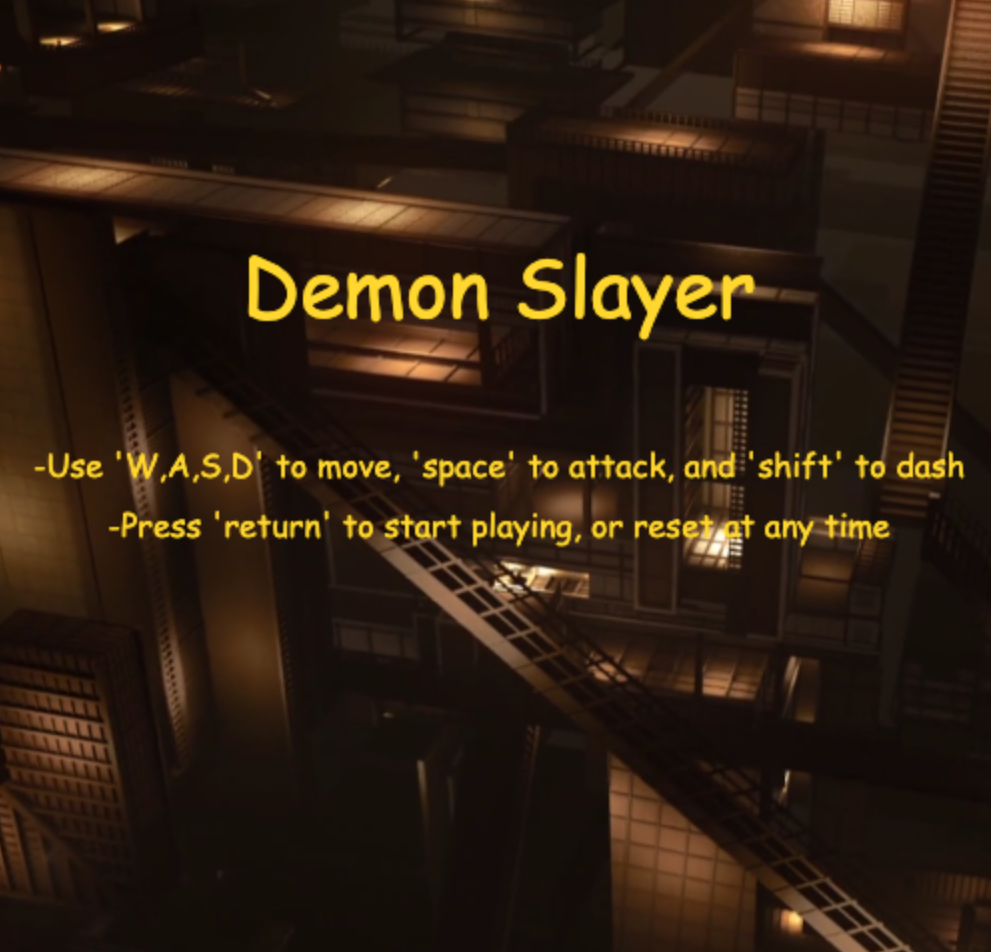 Demon Slayer
-Use 'W,A,S,D' to move, 'space' to attack, and 'shift' to dash
-Press 'return' to start playing, or reset at any time